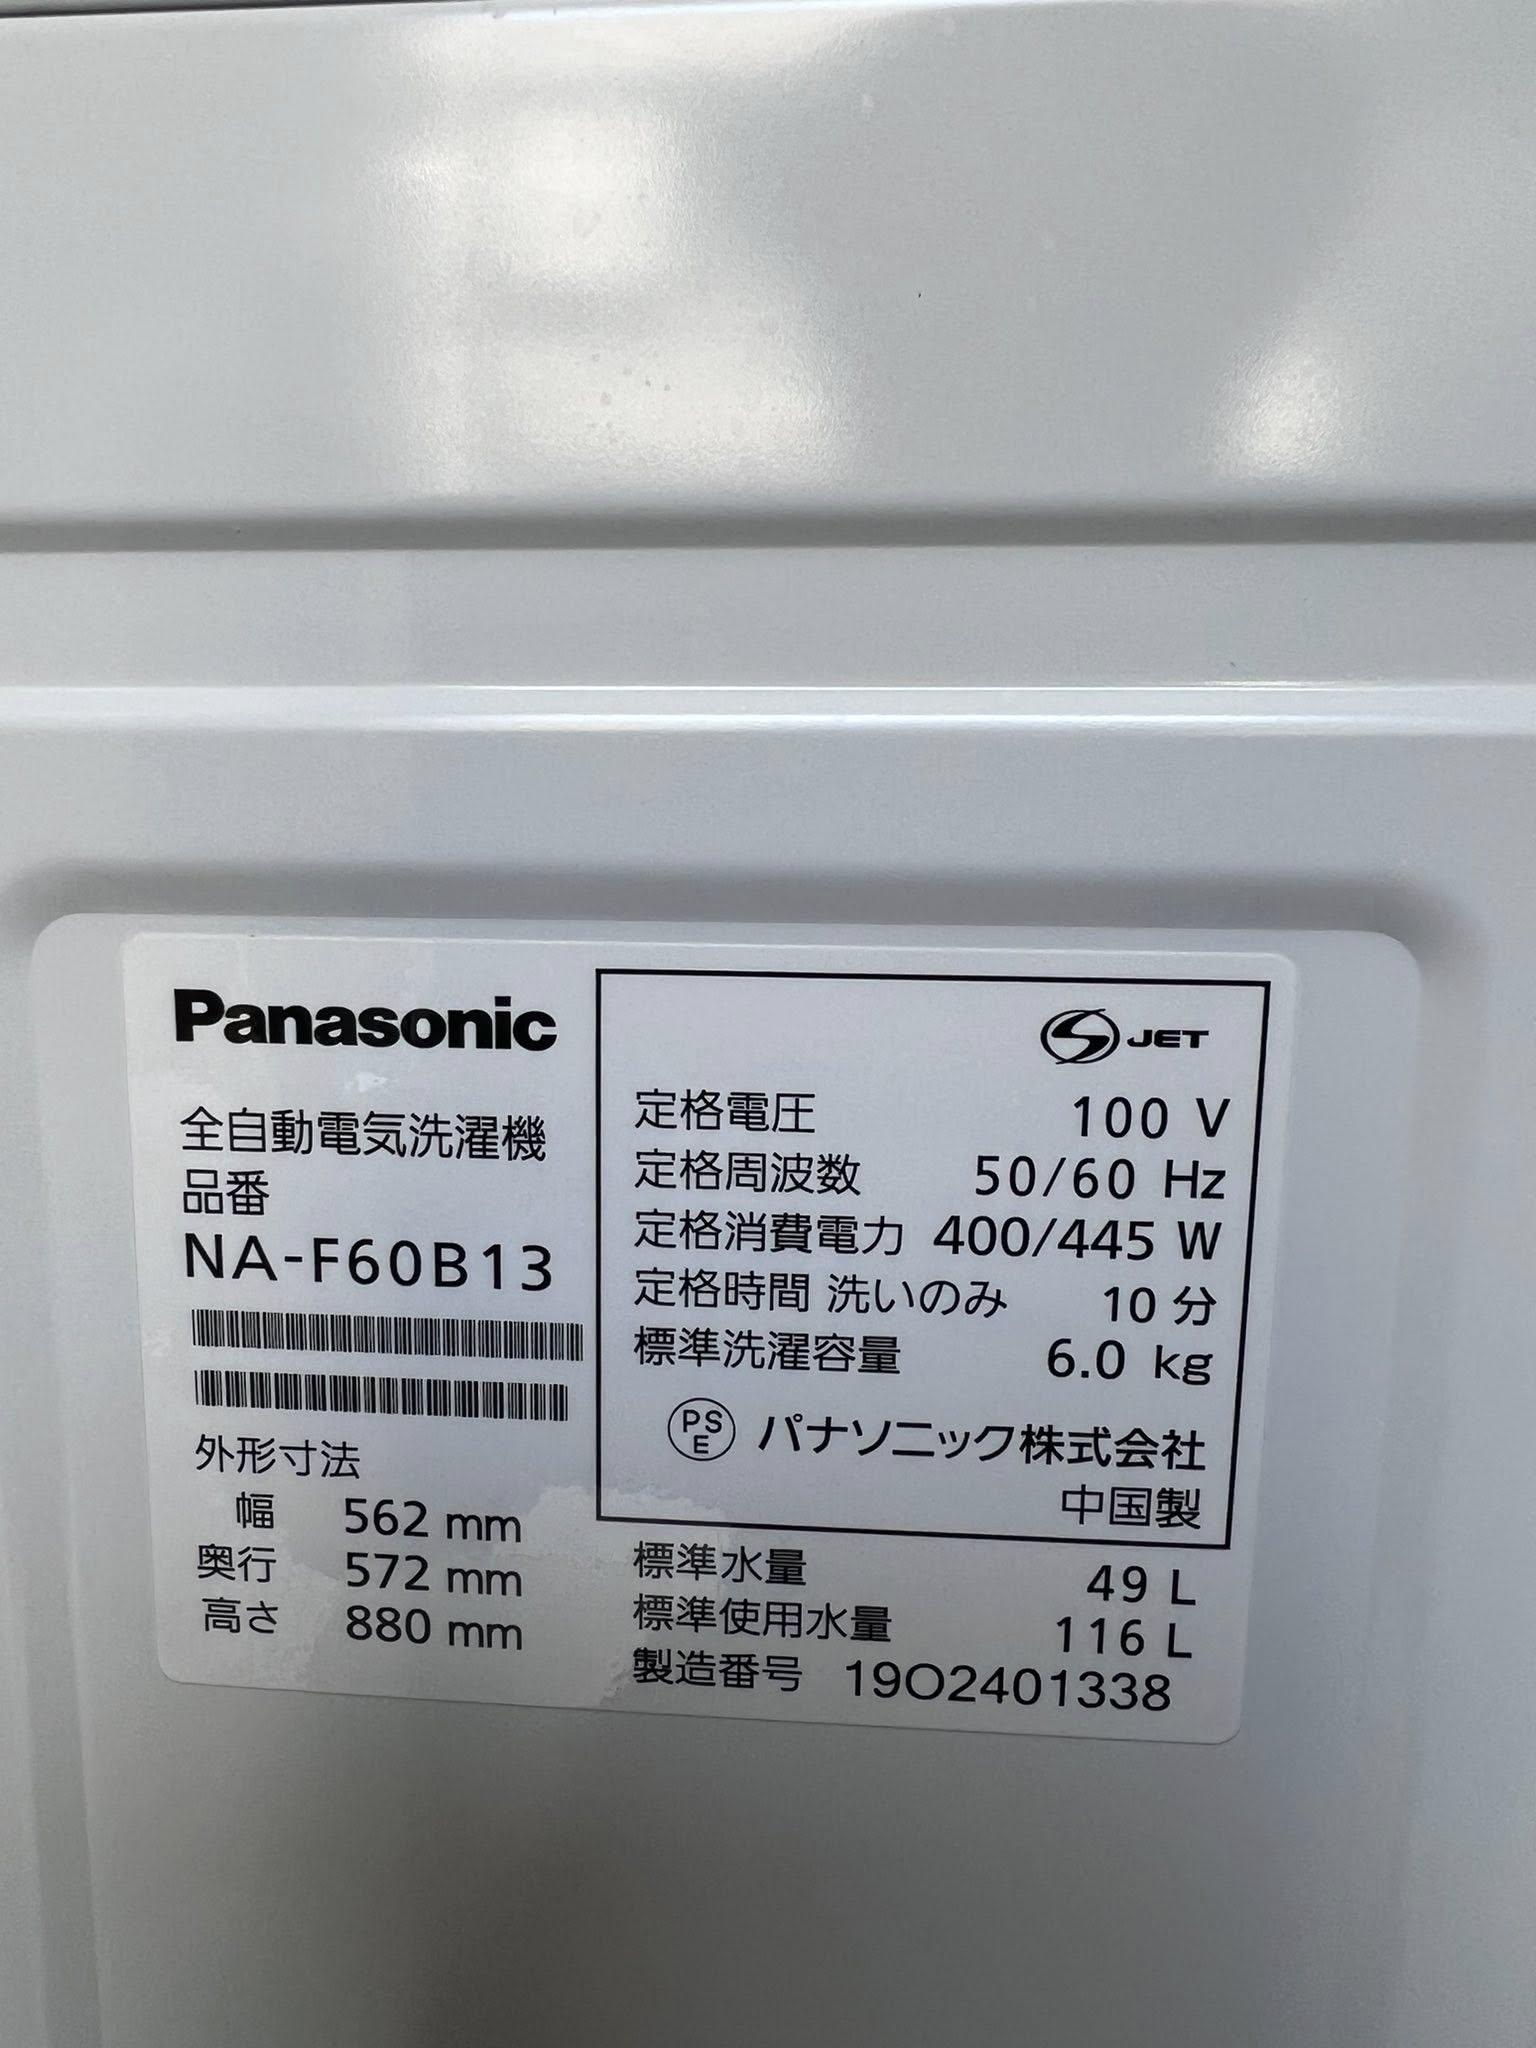 Panasonic
全自動電気洗濯機
品番
NA-F60B13
外形寸法
幅 562 mm
奥行 572 mm
高さ 880 mm
S JET
定格電圧 100 V
定格周波数 50/60 Hz
定格消費電力 400/445 W
定格時間 洗いのみ 10 分
標準洗濯容量 6.0 kg
PS E パナソニック株式会社
中国製
標準水量 49 L
標準使用水量 116 L
製造番号 19O2401338